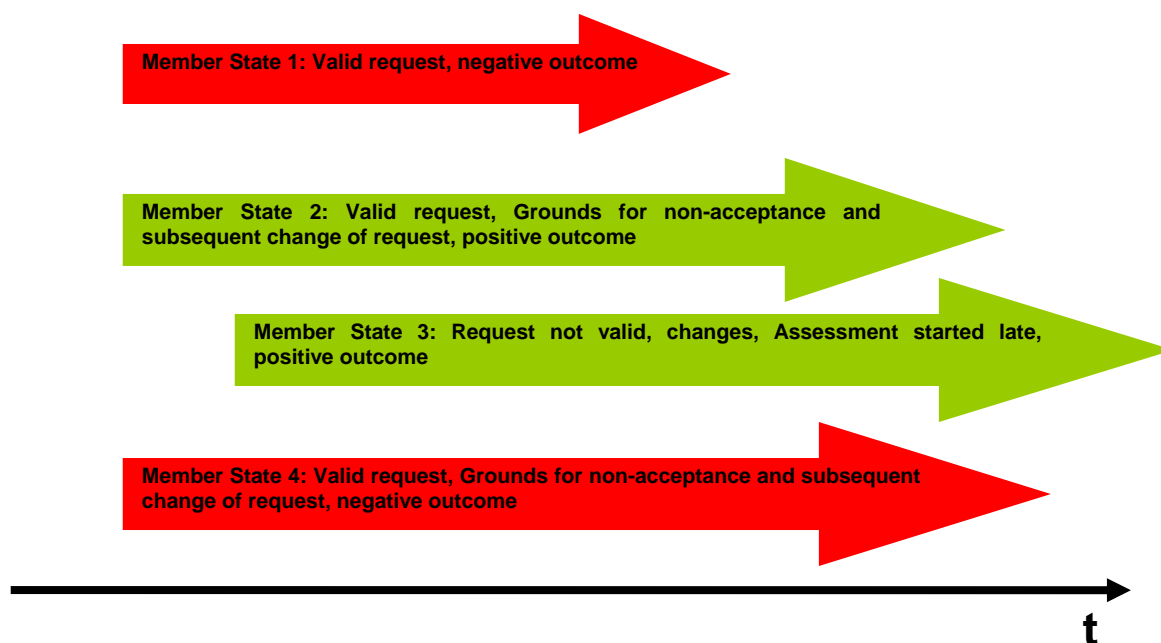 Member State 1: Valid request, negative outcome
Member State 2: Valid request, Grounds for non-acceptance and
subsequent change of request, positive outcome
Member State 3: Request not valid, changes, Assessment started late,
positive outcome
Member State 4: Valid request, Grounds for non-acceptance and subsequent
change of request, negative outcome
t